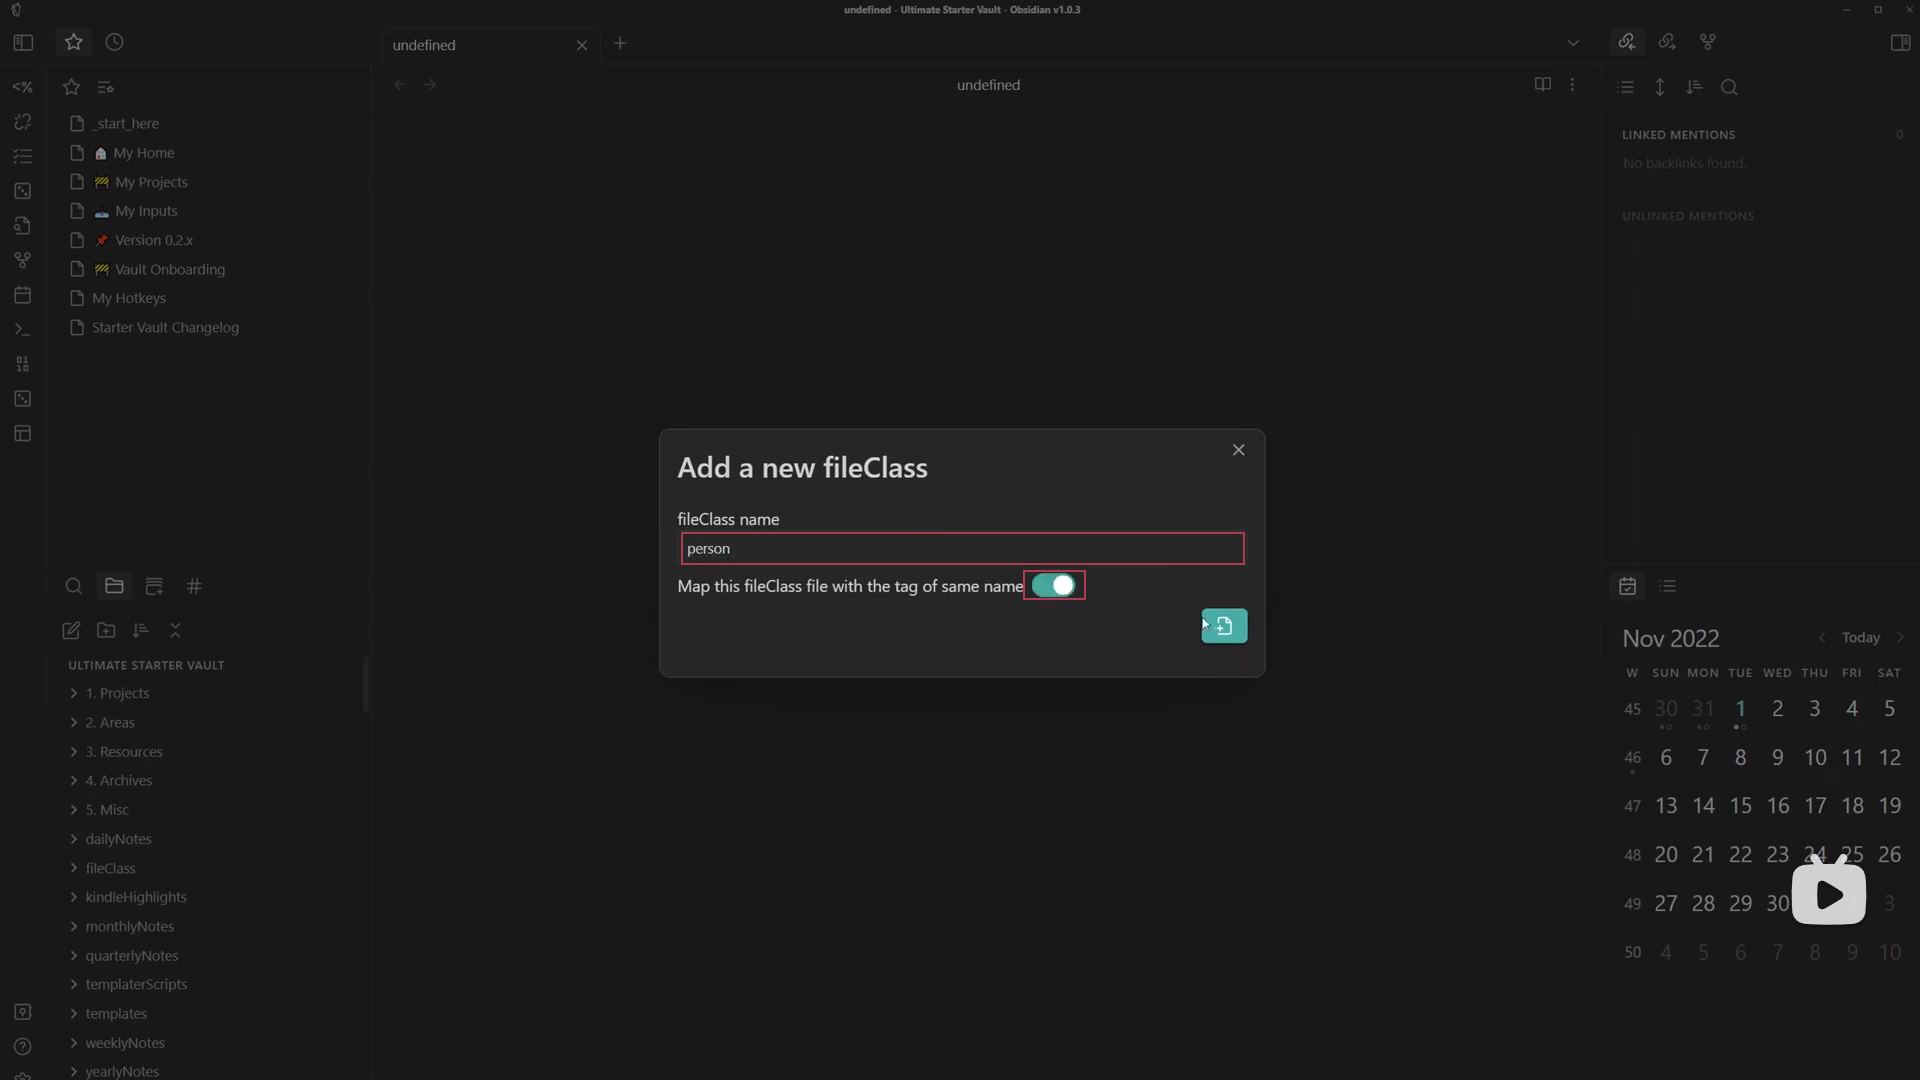 undefined - Ultimate Starter Vault - Obsidian v1.0.3
undefined
undefined
_start_here
My Home
My Projects
My Inputs
Version 0.2.x
Vault Onboarding
My Hotkeys
Starter Vault Changelog
ULTIMATE STARTER VAULT
1. Projects
2. Areas
3. Resources
4. Archives
5. Misc
dailyNotes
fileClass
kindleHighlights
monthlyNotes
quarterlyNotes
templaterScripts
templates
weeklyNotes
yearlyNotes
Add a new fileClass
fileClass name
person
Map this fileClass file with the tag of same name
LINKED MENTIONS 0
No backlinks found.
UNLINKED MENTIONS
Nov 2022 Today
W SUN MON TUE WED THU FRI SAT
45 30 31 1 2 3 4 5
46 6 7 8 9 10 11 12
47 13 14 15 16 17 18 19
48 20 21 22 23 24 25 26
49 27 28 29 30 3
50 4 5 6 7 8 9 10